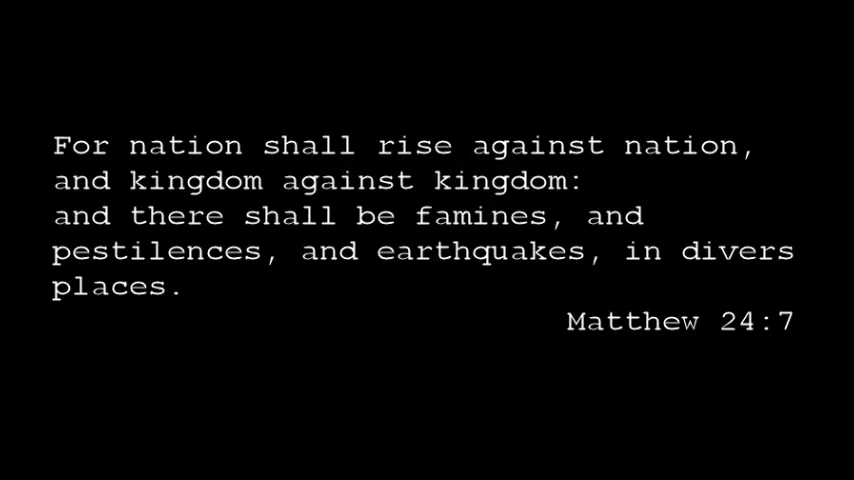 For nation shall rise against nation,
and kingdom against kingdom:
and there shall be famines, and
pestilences, and earthquakes, in divers
places.
Matthew 24:7